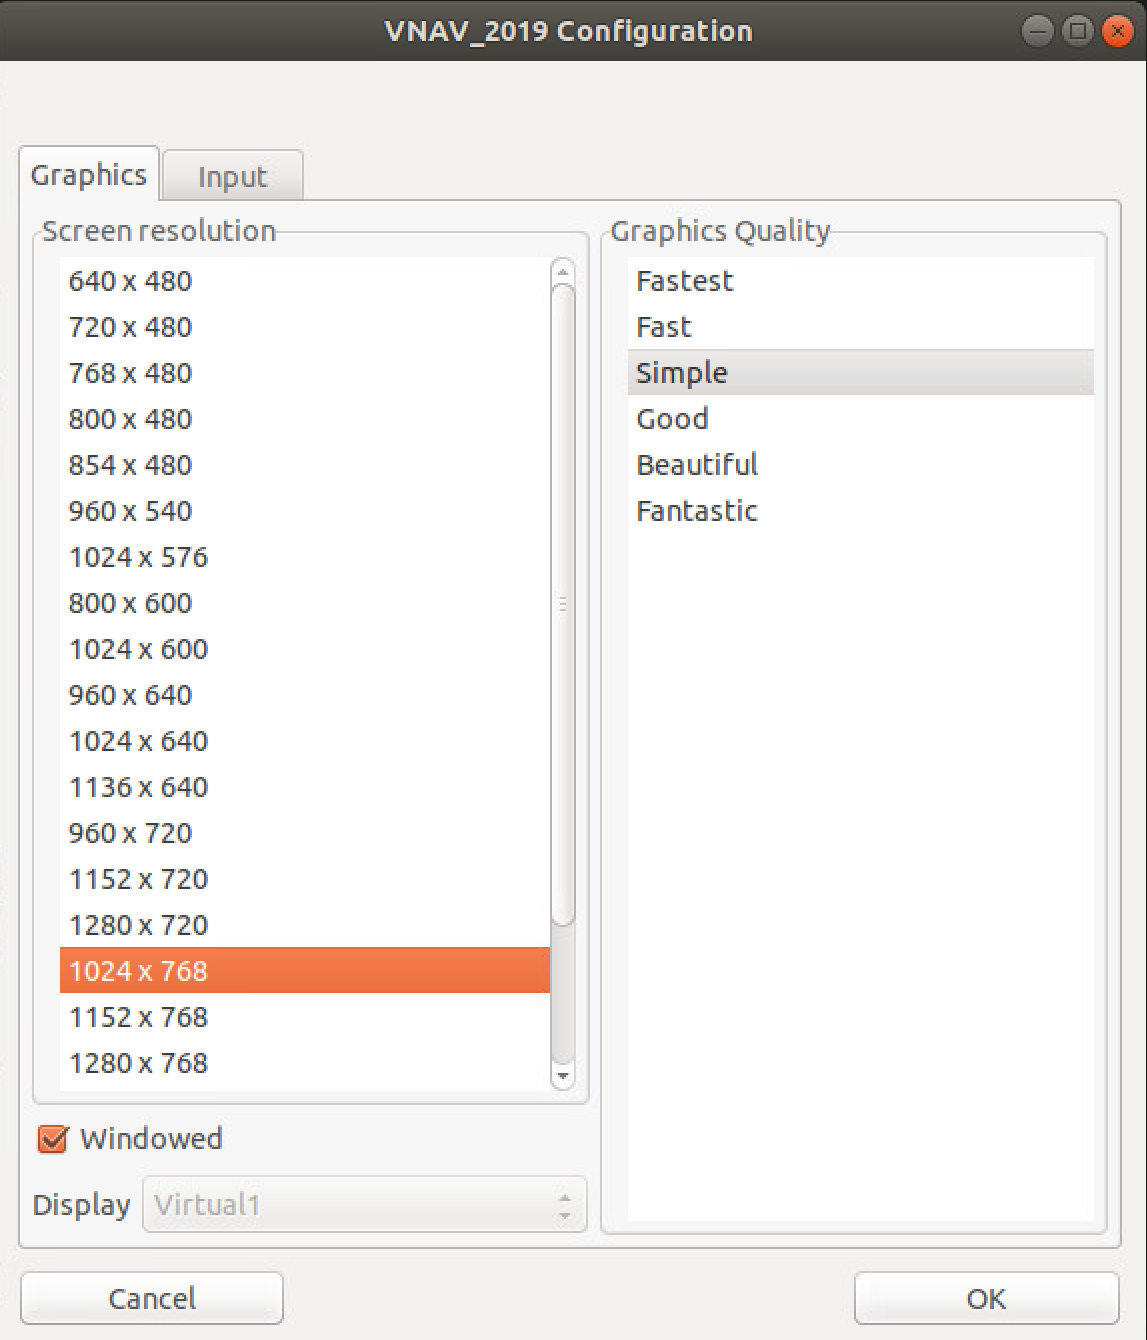 VNAV_2019 Configuration
Graphics
Input
Screen resolution
640 x 480
720 x 480
768 x 480
800 x 480
854 x 480
960 x 540
1024 x 576
800 x 600
1024 x 600
960 x 640
1024 x 640
1136 x 640
960 x 720
1152 x 720
1280 x 720
1024 x 768
1152 x 768
1280 x 768
Windowed
Display
Virtual1
Graphics Quality
Fastest
Fast
Simple
Good
Beautiful
Fantastic
Cancel
OK